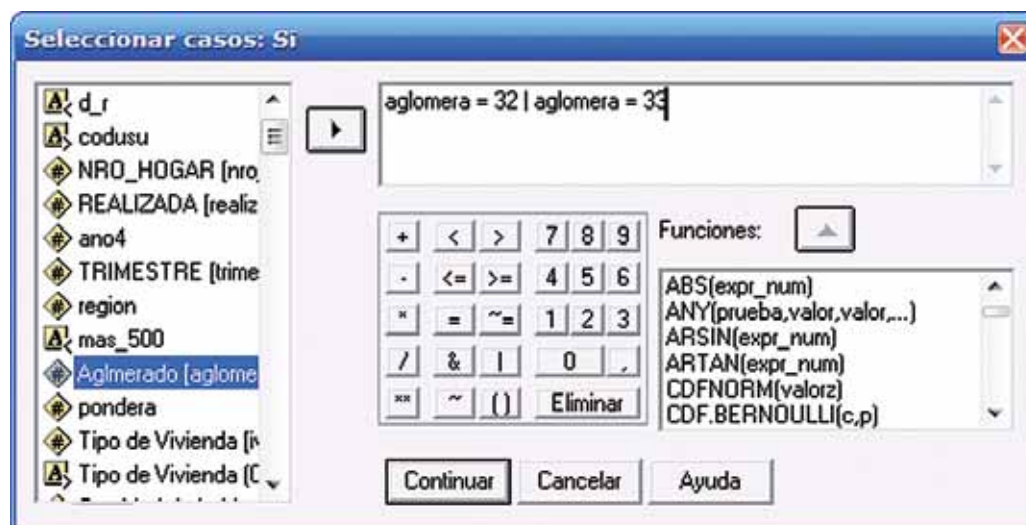 Seleccionar casos: Si
d_r
codusu
NRO_HOGAR [nro_
REALIZADA [realiz
ano4
TRIMESTRE [trime
region
mas_500
Aglmerado [aglome
pondera
Tipo de Vivienda [iv
Tipo de Vivienda (O
aglomera = 32 | aglomera = 33
+ < > 7 8 9
- <= >= 4 5 6
* = ~= 1 2 3
/ & | 0 ,
** ~ () Eliminar
Funciones:
ABS(expr_num)
ANY(prueba,valor,valor,...)
ARSIN(expr_num)
ARTAN(expr_num)
CDFNORM(valorz)
CDF.BERNOULLI(c,p)
Continuar Cancelar Ayuda